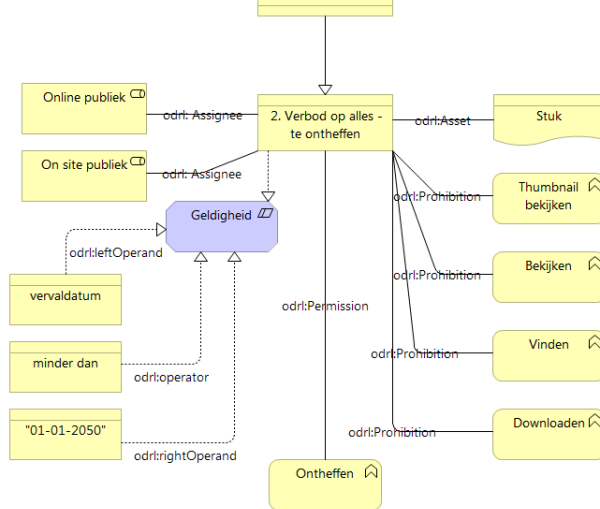 Online publiek
odrl: Assignee
2. Verbod op alles -
te ontheffen
odrl:Asset
Stuk
On site publiek
odrl: Assignee
Thumbnail
bekijken
odrl:Prohibition
Geldigheid
odrl:leftOperand
Bekijken
odrl:Prohibition
vervaldatum
odrl:Permission
Vinden
odrl:Prohibition
minder dan
odrl:operator
Downloaden
odrl:Prohibition
"01-01-2050"
odrl:rightOperand
Ontheffen